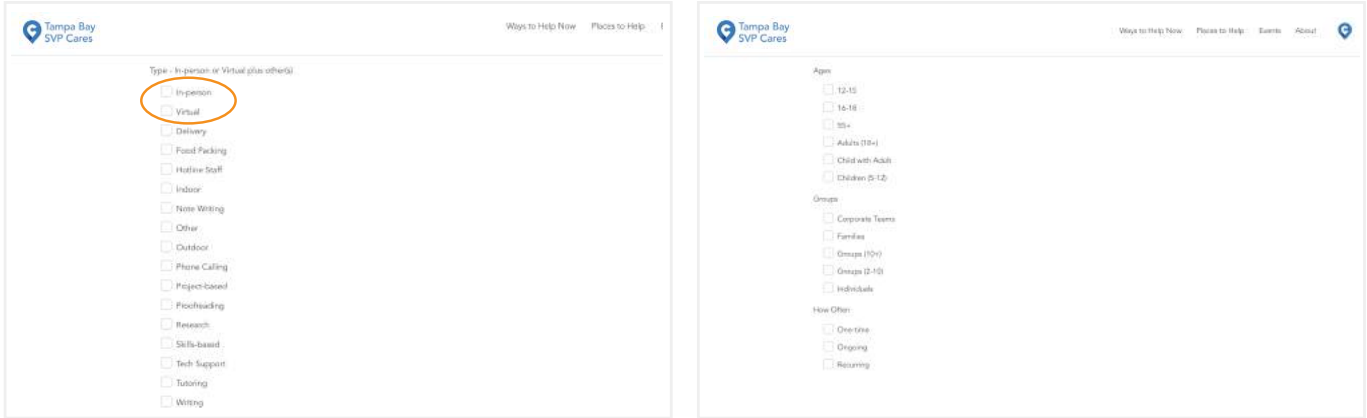 Tampa Bay
SVP Cares
Ways to Help Now Places to Help
Type - In-person or Virtual plus other(s)
In-person
Virtual
Delivery
Food Packing
Hotline Staff
Indoor
Note Writing
Other
Outdoor
Phone Calling
Project-based
Proofreading
Research
Skills-based
Tech Support
Tutoring
Writing
Tampa Bay
SVP Cares
Ways to Help Now Places to Help Events About
Ages
12-15
16-18
55+
Adults (18+)
Child with Adult
Children (5-12)
Groups
Corporate Teams
Families
Groups (10+)
Groups (2-10)
Individuals
How Often
One-time
Ongoing
Recurring